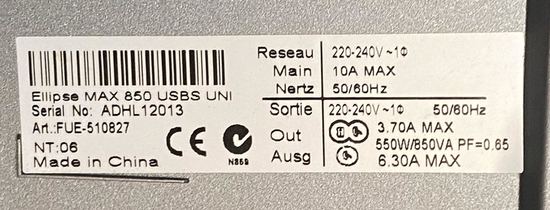 Ellipse MAX 850 USBS UNI
Serial No: ADHL12013
Art.:FUE-510827
NT:06
Made in China
CE
N859
Reseau 220-240V ~1Φ
Main 10A MAX
Nertz 50/60Hz
Sortie 220-240V ~1Φ 50/60Hz
Out 3.70A MAX
550W/850VA PF=0.65
Ausg 6.30A MAX